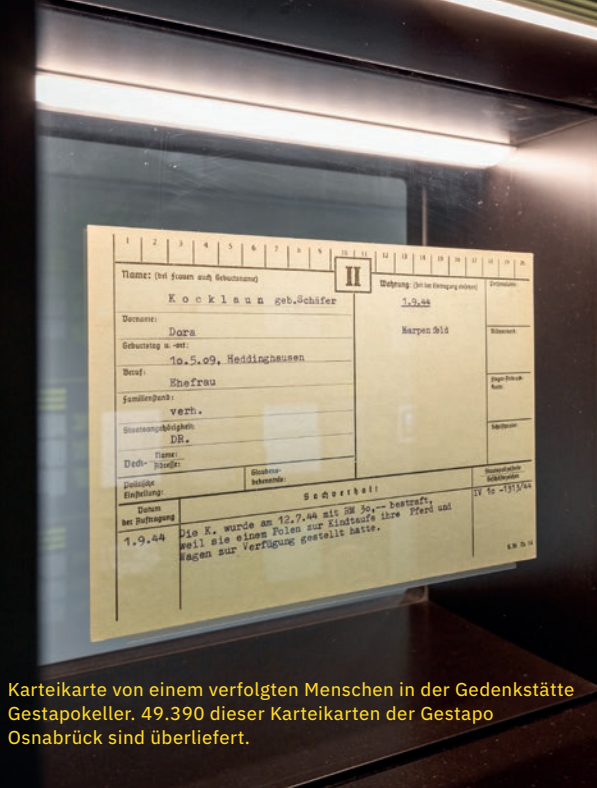 1 2 3 4 5 6 7 8 9 10 11 12 13 14 15 16 17 18 19 20
II
Name: (bei Frauen auch Geburtsname)
Kocklaun geb.Schäfer
Wohnung: (bei der Eintragung
1.9.44
Harpenfeld
Vorname:
Dora
Geburtstag u. -ort:
10.5.09, Heddinghausen
Beruf:
Ehefrau
Familienstand:
verh.
Staatsangehörigkeit:
DR.
Deck- Name:
Adresse:
Politische
Einstellung:
Glaubens-
bekenntnis:
Datum
der
Sachverhalt
1.9.44
Die K. wurde am 12.7.44 mit RM 30,-- bestraft,
weil sie einem Polen zur Kindtaufe ihre Pferd und
Wagen zur Verfügung gestellt hatte.
IV 1c -1313/44
Karteikarte von einem verfolgten Menschen in der Gedenkstätte
Gestapokeller. 49.390 dieser Karteikarten der Gestapo
Osnabrück sind überliefert.